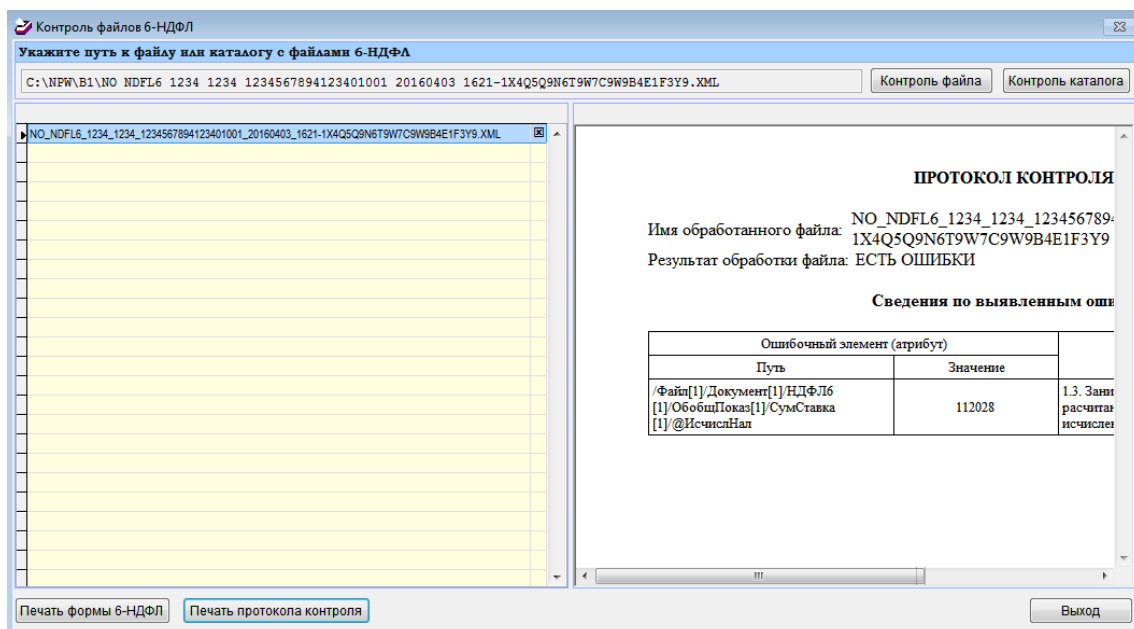 Контроль файлов 6-НДФЛ
Укажите путь к файлу или каталогу с файлами 6-НДФЛ
C:\NPW\B1\NO NDFL6 1234 1234 1234567894123401001 20160403 1621-1X4Q5Q9N6T9W7C9W9B4E1F3Y9.XML
Контроль файла
Контроль каталога
NO_NDFL6_1234_1234_1234567894123401001_20160403_1621-1X4Q5Q9N6T9W7C9W9B4E1F3Y9.XML
ПРОТОКОЛ КОНТРОЛЯ
Имя обработанного файла: NO_NDFL6_1234_1234_123456789
1X4Q5Q9N6T9W7C9W9B4E1F3Y9
Результат обработки файла: ЕСТЬ ОШИБКИ
Сведения по выявленным оши
Ошибочный элемент (атрибут)
Путь
Значение
/Файл[1]/Документ[1]/НДФЛ6
[1]/ОбобщПоказ[1]/СумСтавка
[1]/@ИсчислНал
112028
1.3. Зани
расчитан
исчислен
Печать формы 6-НДФЛ
Печать протокола контроля
Выход